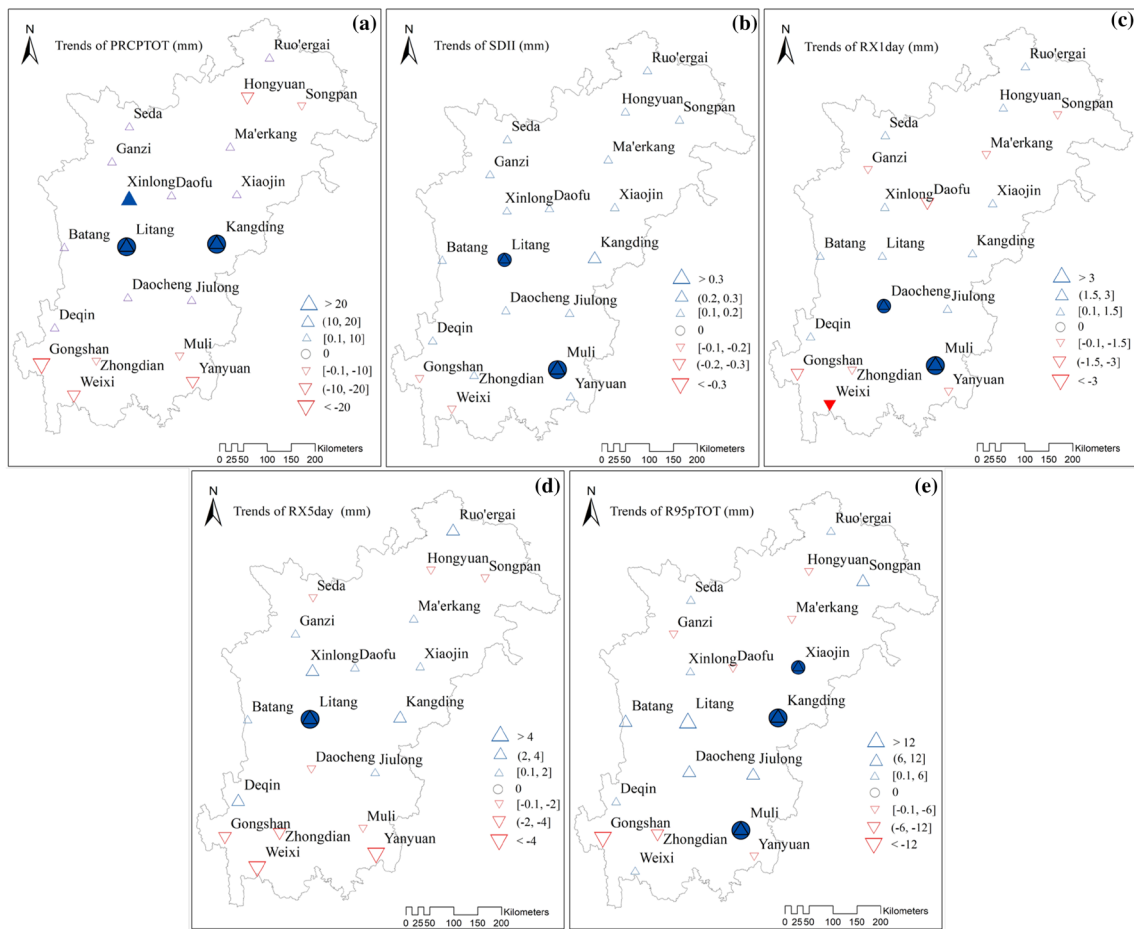 (a)
N
Trends of PRCPTOT (mm)
Ruo'ergai
Hongyuan
Songpan
Seda
Ma'erkang
Ganzi
Xinlong Daofu
Xiaojin
Litang
Kangding
Batang
Daocheng
Jiulong
Deqin
Gongshan
Zhongdian
Muli
Weixi
Yanyuan
> 20
(10, 20]
[0.1, 10]
0
[-0.1, -10]
(-10, -20]
< -20
Kilometers
0 25 50 100 150 200
(b)
N
Trends of SDII (mm)
Ruo'ergai
Hongyuan
Songpan
Seda
Ma'erkang
Ganzi
Xinlong Daofu
Xiaojin
Litang
Kangding
Batang
Daocheng
Jiulong
Deqin
Gongshan
Zhongdian
Muli
Weixi
Yanyuan
> 0.3
(0.2, 0.3]
[0.1, 0.2]
0
[-0.1, -0.2]
(-0.2, -0.3]
< -0.3
Kilometers
0 25 50 100 150 200
(c)
N
Trends of RX1day (mm)
Ruo'ergai
Hongyuan
Songpan
Seda
Ma'erkang
Ganzi
Xinlong Daofu
Xiaojin
Batang
Litang
Kangding
Daocheng
Jiulong
Deqin
Gongshan
Zhongdian
Muli
Weixi
Yanyuan
> 3
(1.5, 3]
[0.1, 1.5]
0
[-0.1, -1.5]
(-1.5, -3]
< -3
Kilometers
0 25 50 100 150 200
(d)
N
Trends of RX5day (mm)
Ruo'ergai
Hongyuan
Songpan
Seda
Ma'erkang
Ganzi
Xinlong Daofu
Xiaojin
Batang
Litang
Kangding
Daocheng Jiulong
Deqin
Gongshan
Zhongdian
Muli
Weixi
Yanyuan
> 4
(2, 4]
[0.1, 2]
0
[-0.1, -2]
(-2, -4]
< -4
Kilometers
0 25 50 100 150 200
(e)
N
Trends of R95pTOT (mm)
Ruo'ergai
Hongyuan
Songpan
Seda
Ma'erkang
Ganzi
Xinlong Daofu
Xiaojin
Batang
Litang
Kangding
Daocheng
Jiulong
Deqin
Gongshan
Zhongdian
Muli
Weixi
Yanyuan
> 12
(6, 12]
[0.1, 6]
0
[-0.1, -6]
(-6, -12]
< -12
Kilometers
0 25 50 100 150 200